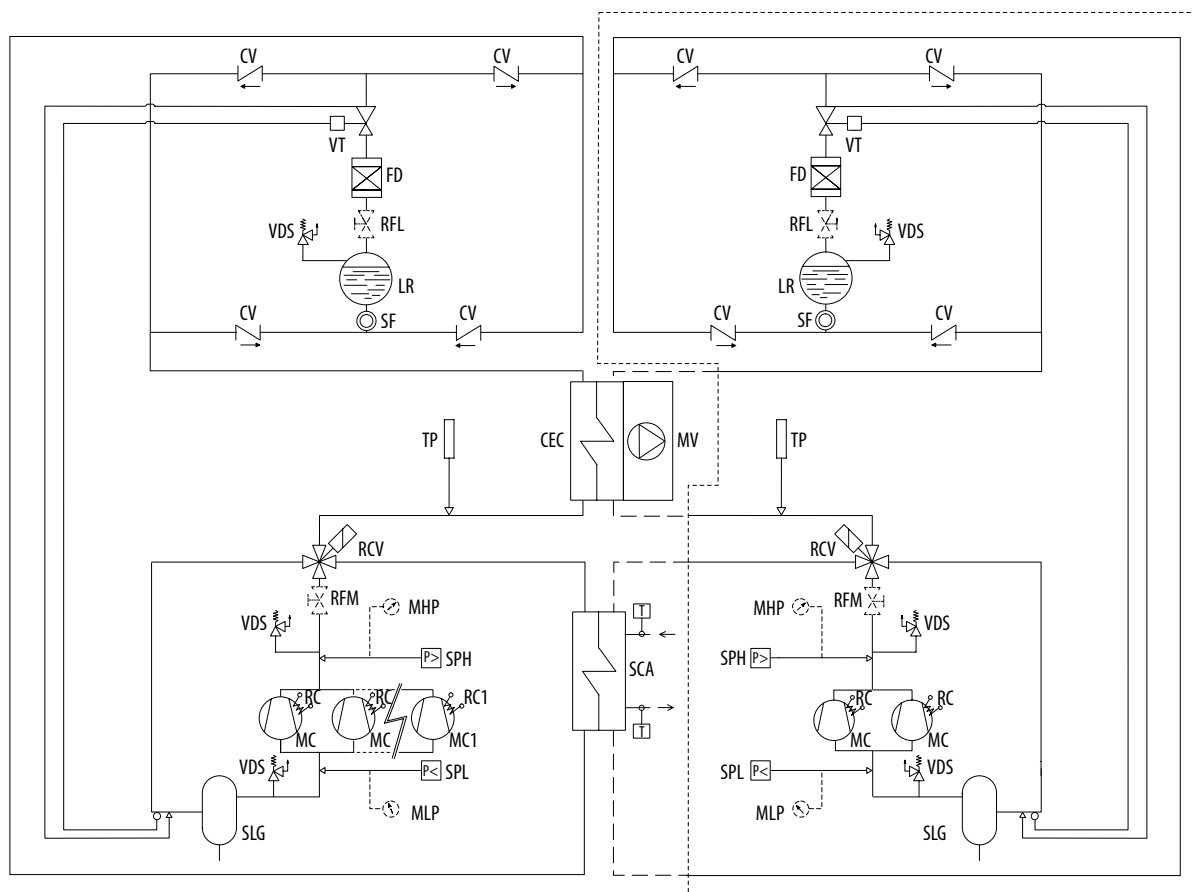 CV CV CV CV
VT VT
FD FD
VDS RFL RFL VDS
LR LR
SF SF
CV CV CV CV
TP CEC MV TP
RCV RCV
RFM MHP T MHP RFM
VDS VDS
P> SPH SCA SPH P>
RC RC RC1 RC RC
MC MC MC1 T MC MC
VDS P< SPL SPL P< VDS
MLP MLP
SLG SLG